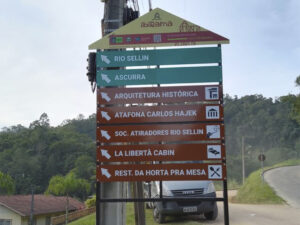 Ibirama
RIO SELLIN
ASCURRA
ARQUITETURA HISTÓRICA
ATAFONA CARLOS HAJEK
SOC. ATIRADORES RIO SELLIN
LA LIBERTÀ CABIN
REST. DA HORTA PRA MESA